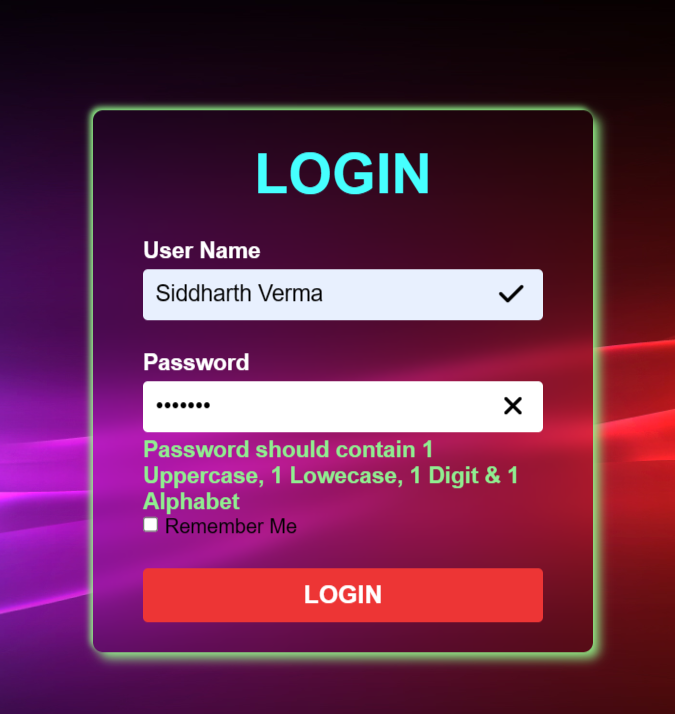 LOGIN
User Name
Siddharth Verma
Password
•••••••
Password should contain 1
Uppercase, 1 Lowecase, 1 Digit & 1
Alphabet
Remember Me
LOGIN